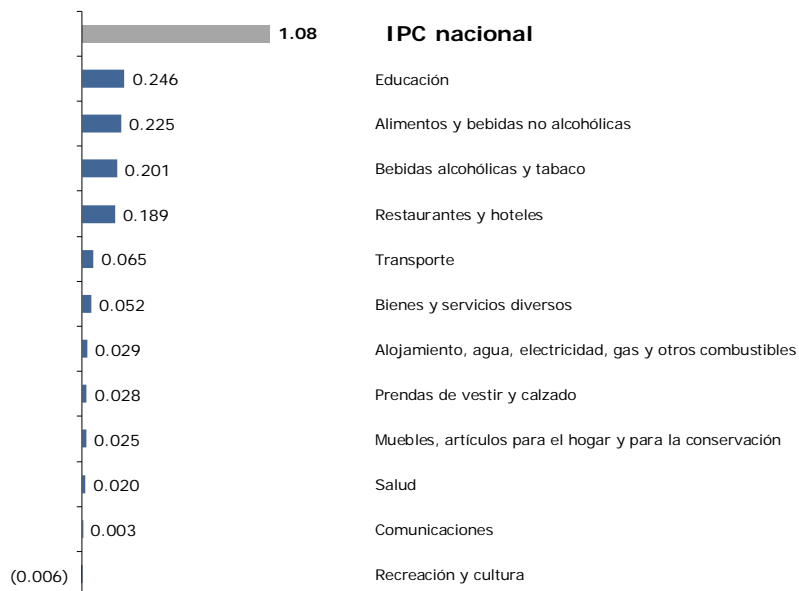 1.08 IPC nacional
0.246 Educación
0.225 Alimentos y bebidas no alcohólicas
0.201 Bebidas alcohólicas y tabaco
0.189 Restaurantes y hoteles
0.065 Transporte
0.052 Bienes y servicios diversos
0.029 Alojamiento, agua, electricidad, gas y otros combustibles
0.028 Prendas de vestir y calzado
0.025 Muebles, artículos para el hogar y para la conservación
0.020 Salud
0.003 Comunicaciones
(0.006) Recreación y cultura